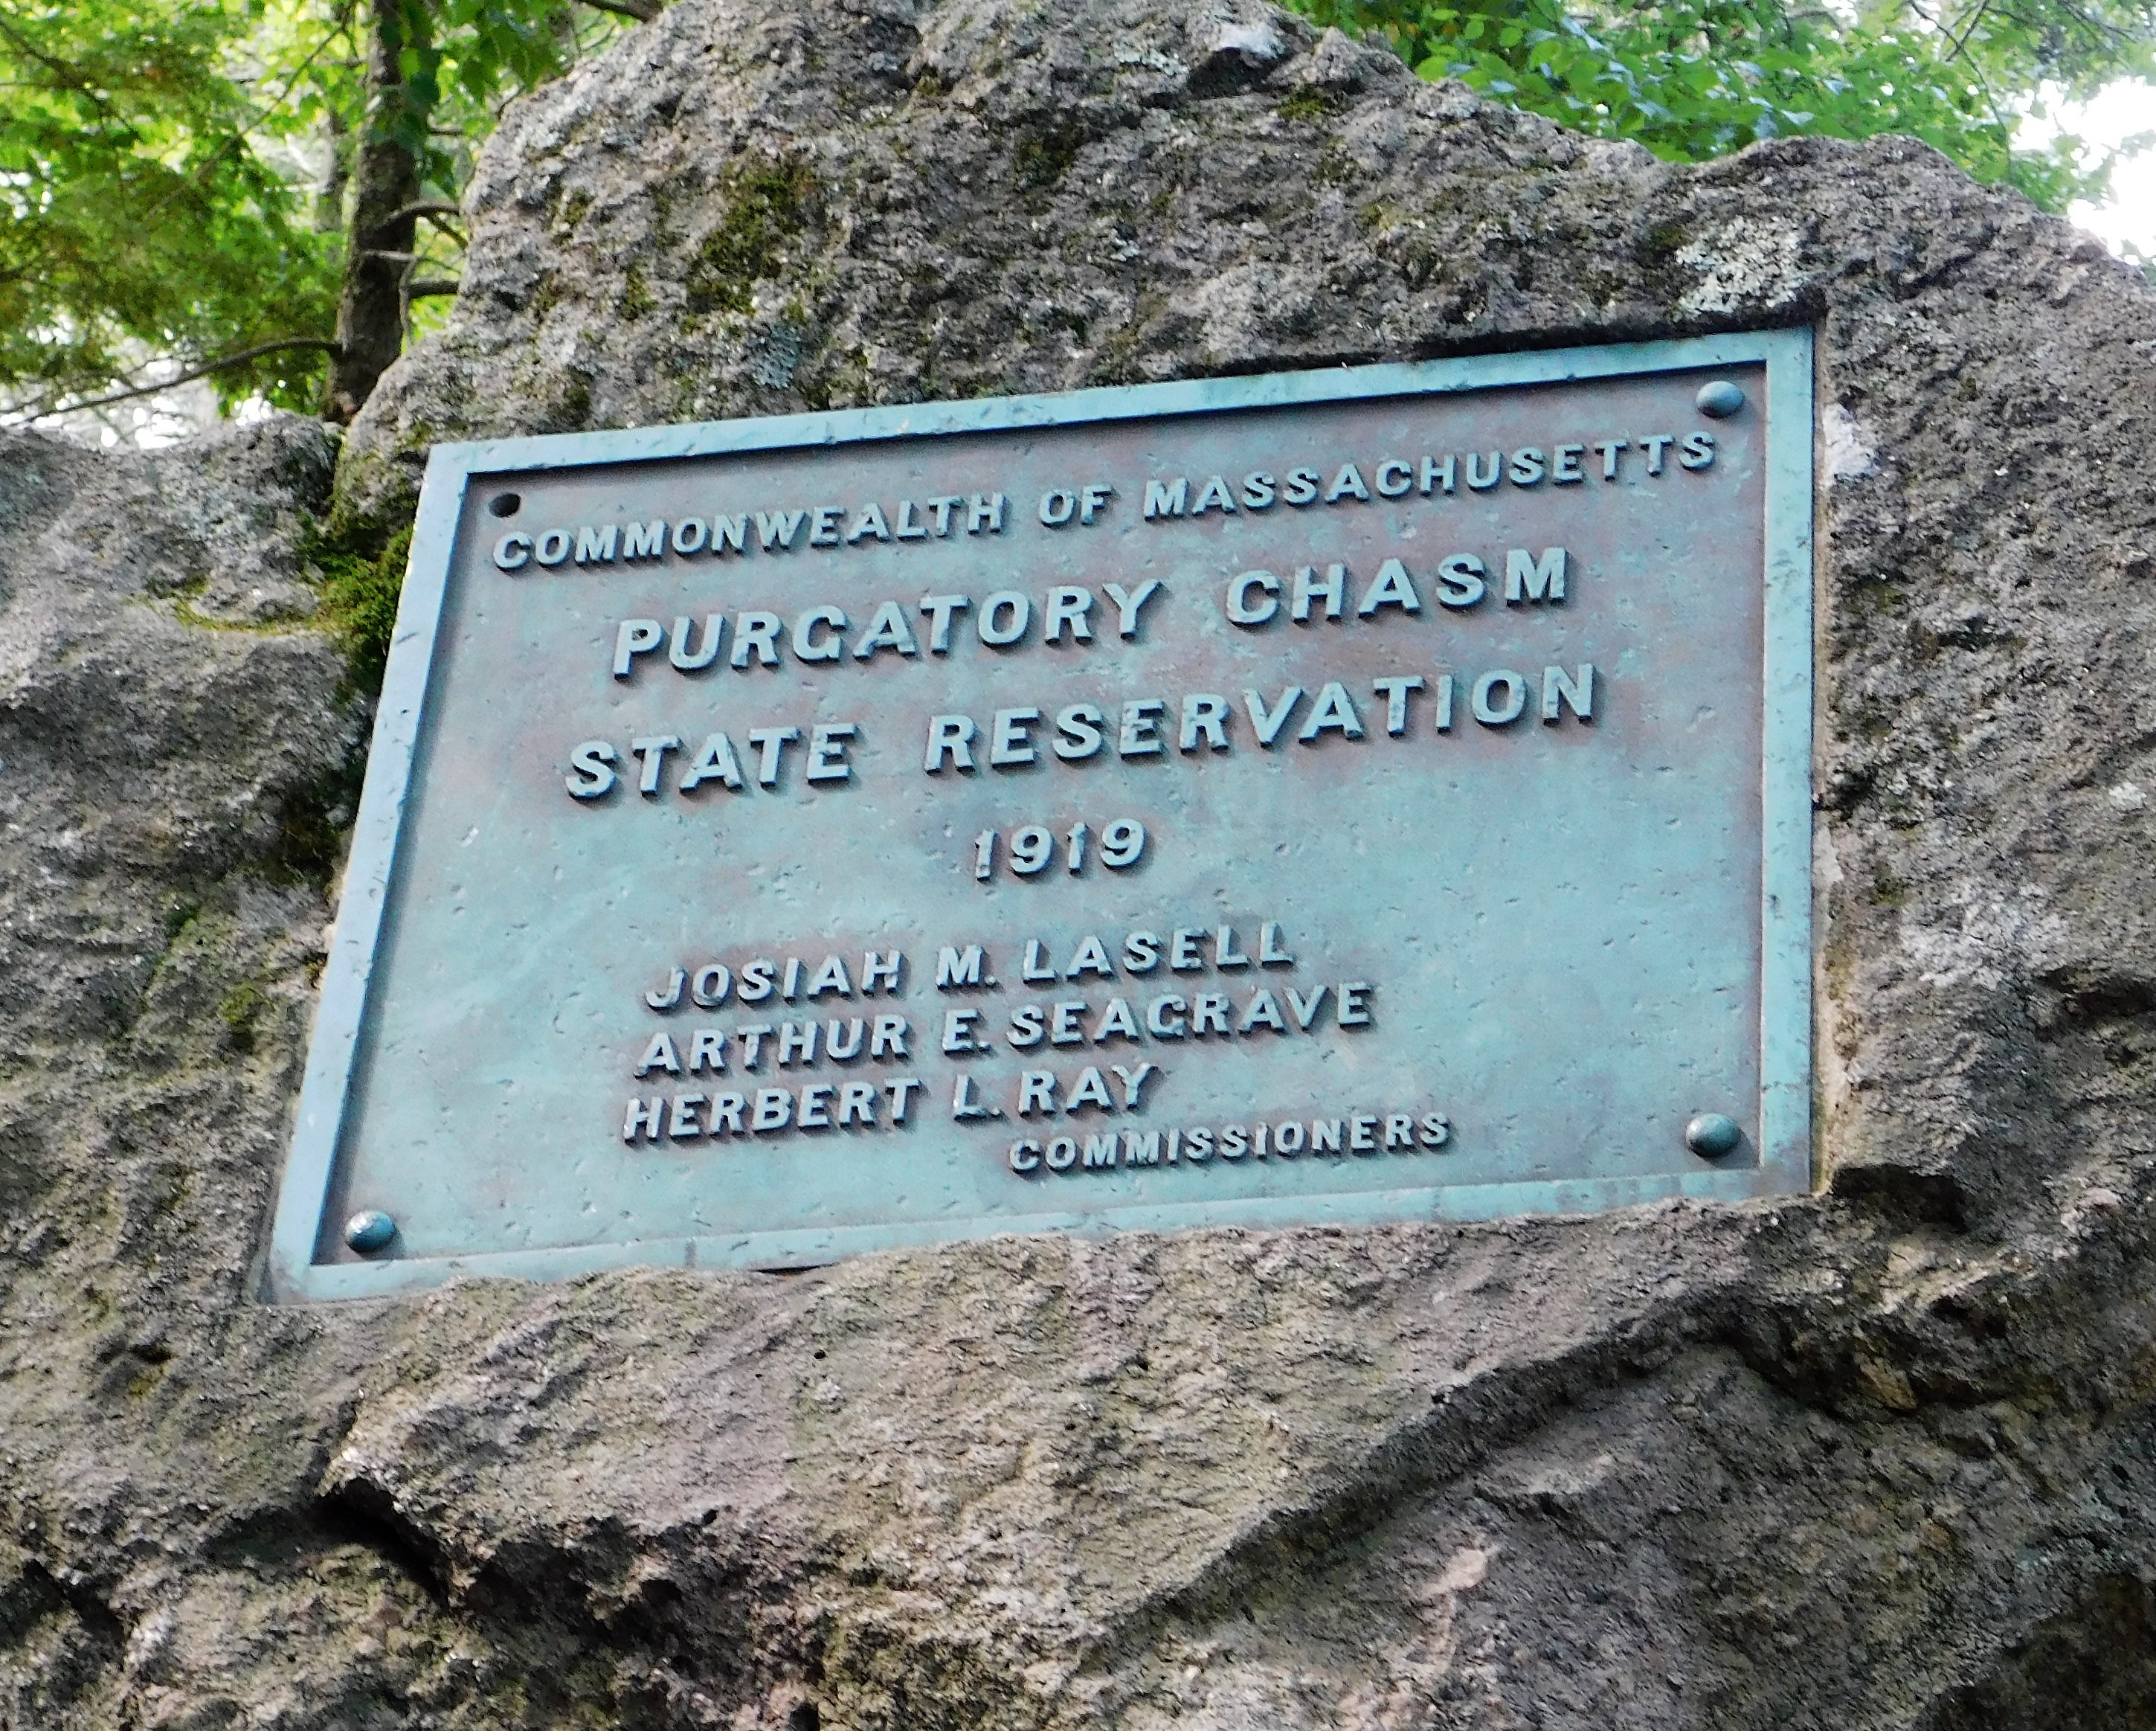 COMMONWEALTH OF MASSACHUSETTS
PURGATORY CHASM
STATE RESERVATION
1919
JOSIAH M. LASELL
ARTHUR E. SEAGRAVE
HERBERT L. RAY
COMMISSIONERS